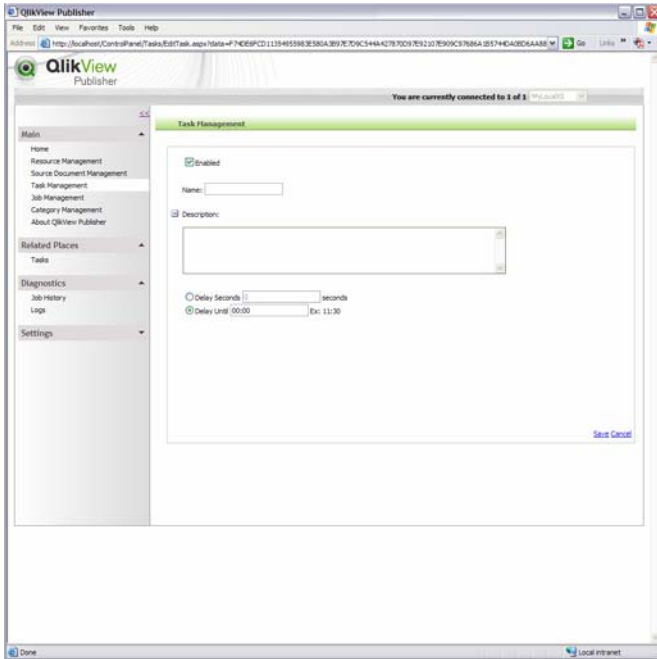 QlikView Publisher
File Edit View Favorites Tools Help
Address Go Links
QlikView
Publisher
You are currently connected to 1 of 1 MyLocalQS
<<
Task Management
Main
Home
Resource Management
Source Document Management
Task Management
Job Management
Category Management
About QlikView Publisher
Related Places
Tasks
Diagnostics
Job History
Logs
Settings
Enabled
Name:
Description:
Delay Seconds seconds
Delay Until 00:00 Ex: 11:30
Save Cancel
Done Local intranet